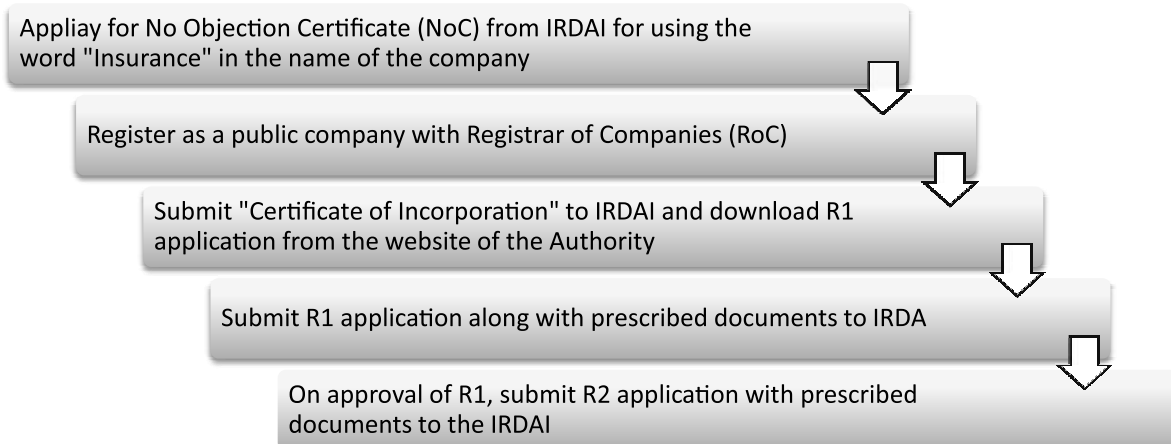 Appliay for No Objection Certificate (NoC) from IRDAI for using the
word "Insurance" in the name of the company
Register as a public company with Registrar of Companies (RoC)
Submit "Certificate of Incorporation" to IRDAI and download R1
application from the website of the Authority
Submit R1 application along with prescribed documents to IRDA
On approval of R1, submit R2 application with prescribed
documents to the IRDAI